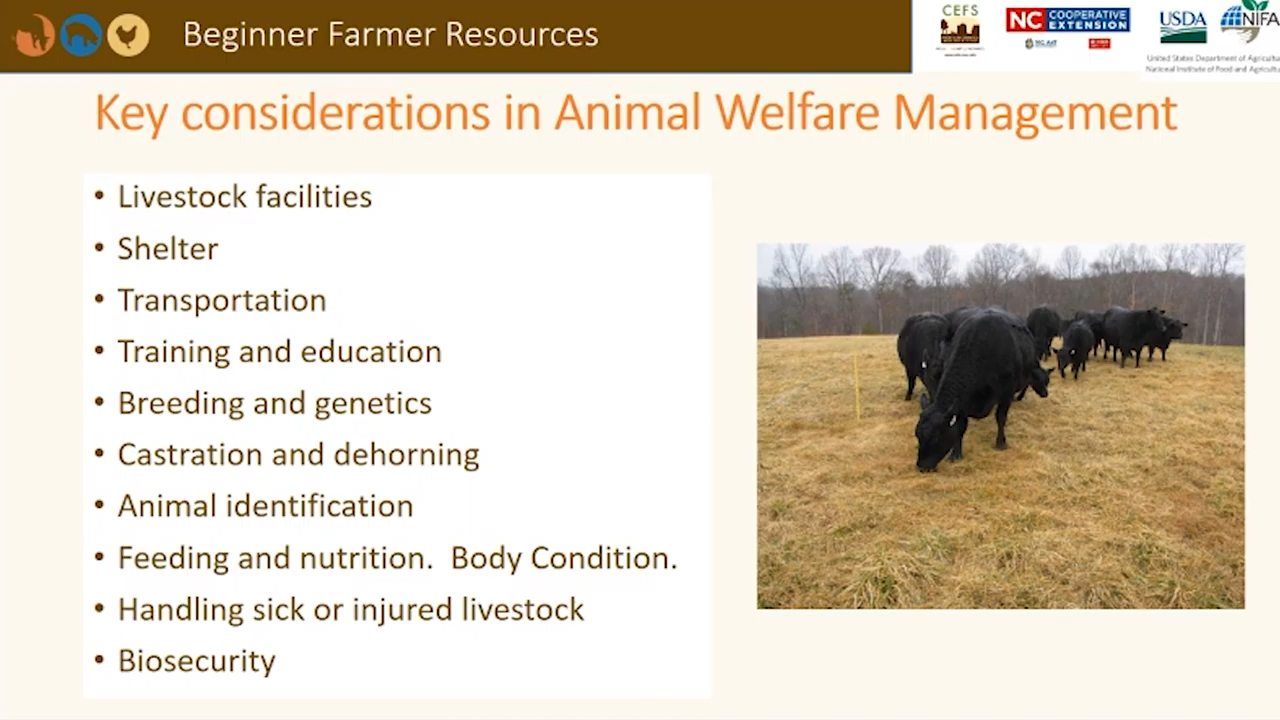 Beginner Farmer Resources
CEFS
NC COOPERATIVE
EXTENSION
USDA
NIFA
United States Department of Agricultu
National Institute of Food and Agricultu
Key considerations in Animal Welfare Management
• Livestock facilities
• Shelter
• Transportation
• Training and education
• Breeding and genetics
• Castration and dehorning
• Animal identification
• Feeding and nutrition.  Body Condition.
• Handling sick or injured livestock
• Biosecurity